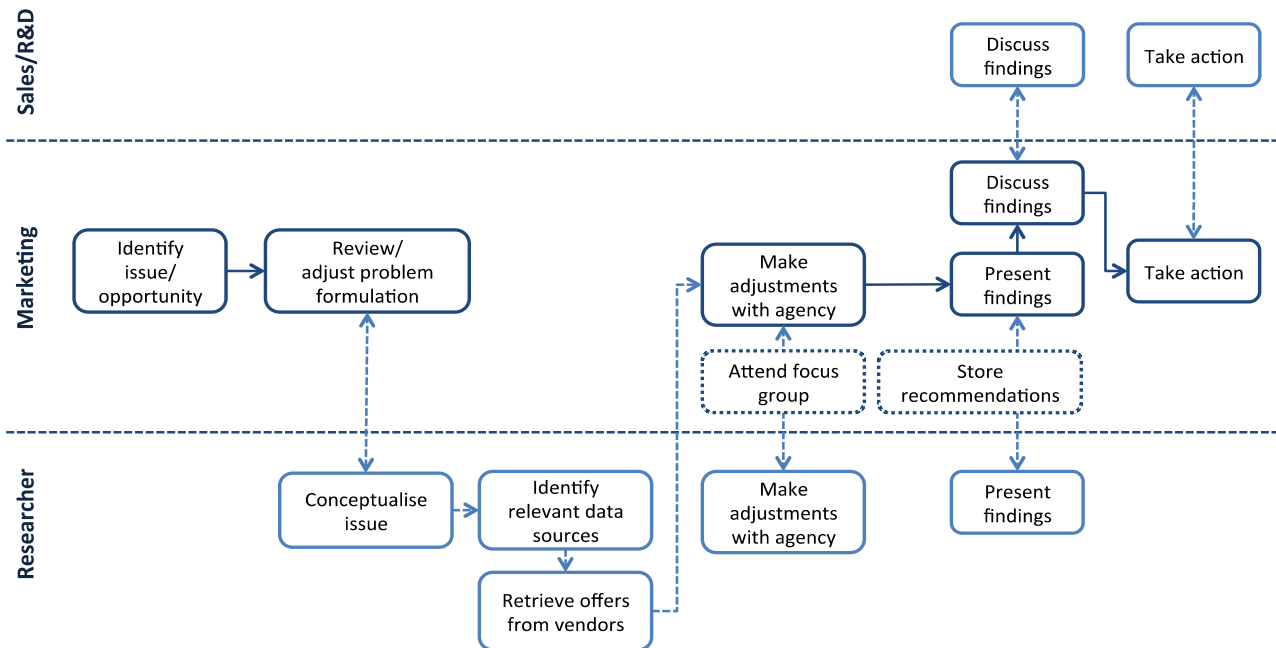 Sales/R&D
Discuss
findings
Take action
Marketing
Identify
issue/
opportunity
Review/
adjust problem
formulation
Make
adjustments
with agency
Discuss
findings
Present
findings
Take action
Attend focus
group
Store
recommendations
Researcher
Conceptualise
issue
Identify
relevant data
sources
Retrieve offers
from vendors
Make
adjustments
with agency
Present
findings